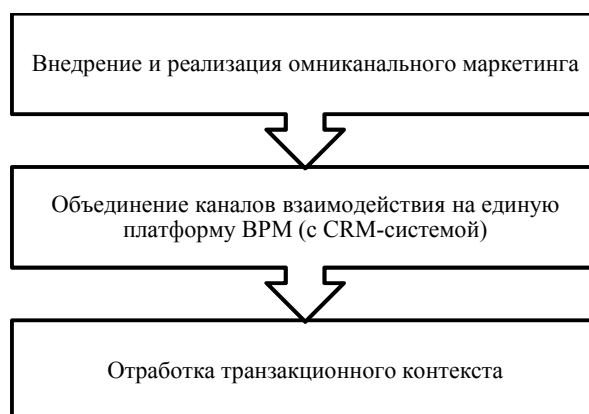 Внедрение и реализация омниканального маркетинга
Объединение каналов взаимодействия на единую
платформу BPM (с CRM-системой)
Отработка транзакционного контекста